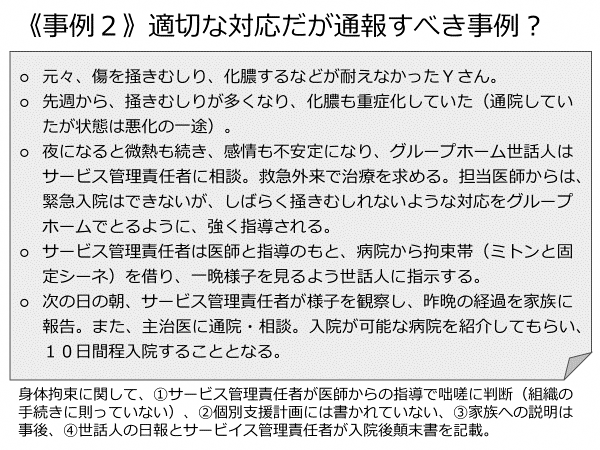 《事例２》適切な対応だが通報すべき事例？
○ 元々、傷を掻きむしり、化膿するなどが耐えなかったＹさん。
○ 先週から、掻きむしりが多くなり、化膿も重症化していた（通院してい
たが状態は悪化の一途）。
○ 夜になると微熱も続き、感情も不安定になり、グループホーム世話人は
サービス管理責任者に相談。救急外来で治療を求める。担当医師からは、
緊急入院はできないが、しばらく掻きむしれないような対応をグループ
ホームでとるように、強く指導される。
○ サービス管理責任者は医師と指導のもと、病院から拘束帯（ミトンと固
定シーネ）を借り、一晩様子を見るよう世話人に指示する。
○ 次の日の朝、サービス管理責任者が様子を観察し、昨晩の経過を家族に
報告。また、主治医に通院・相談。入院が可能な病院を紹介してもらい、
１０日間程入院することとなる。
身体拘束に関して、①サービス管理責任者が医師からの指導で咄嗟に判断（組織の
手続きに則っていない）、②個別支援計画には書かれていない、③家族への説明は
事後、④世話人の日報とサービイス管理責任者が入院後顛末書を記載。